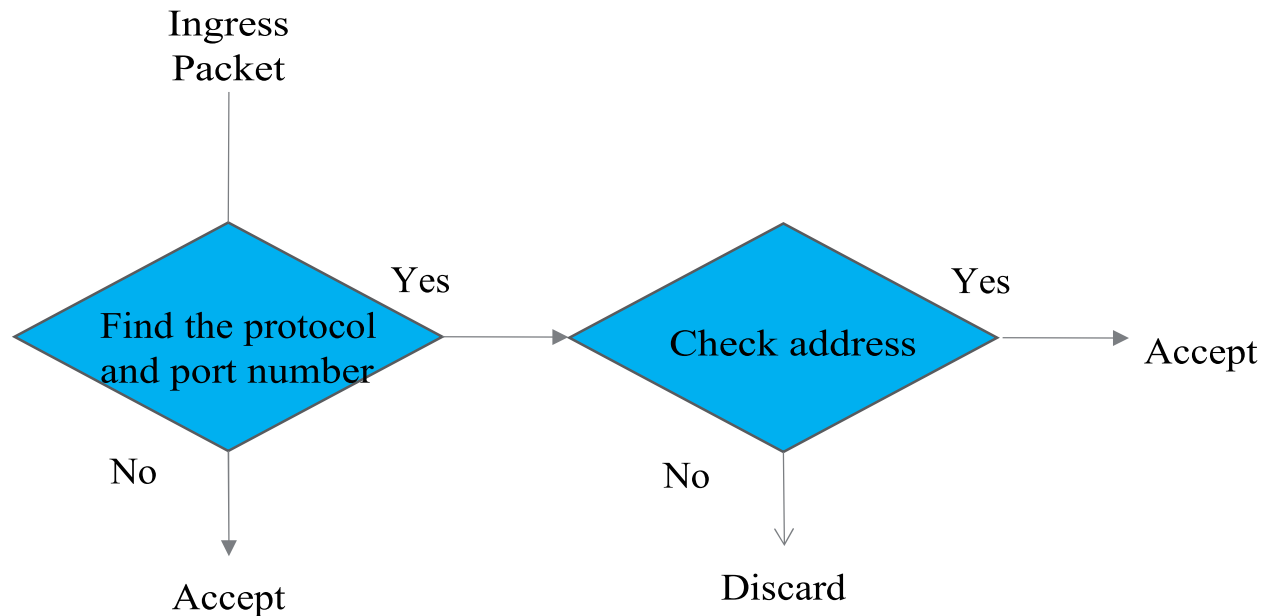 Ingress
Packet
Yes
Find the protocol
and port number
No
Accept
Yes
Check address
Accept
No
Discard